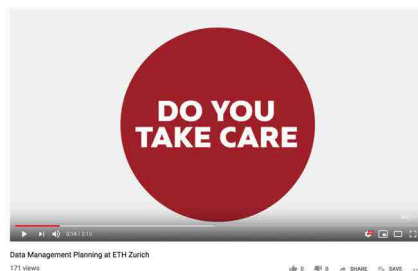 DO YOU
TAKE CARE
0:14 / 2:12
Data Management Planning at ETH Zurich
171 views
0
0
SHARE
SAVE